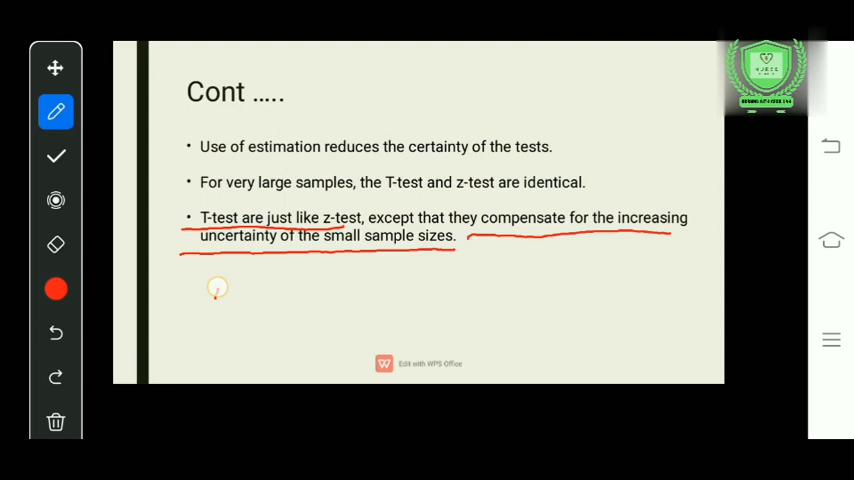 Cont …..
• Use of estimation reduces the certainty of the tests.
• For very large samples, the T-test and z-test are identical.
• T-test are just like z-test, except that they compensate for the increasing
uncertainty of the small sample sizes.
Edit with WPS Office